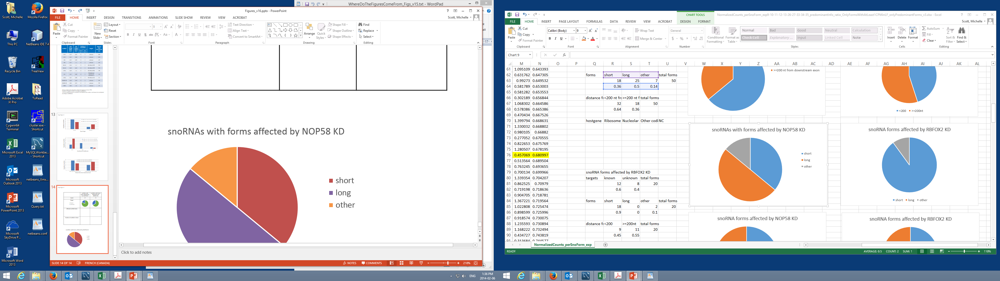 Scott, Michelle
Mozilla Firefox
This PC
NetBeans IDE 7.4
Recycle Bin
TreeView
Adobe Acrobat XI Pro
ToRead
Cygwin64 Terminal
cluster.exe - Shortcut
Microsoft Excel 2013
MySQLWorkbe... - Shortcut
Microsoft Outlook 2013
netbeans_Xmx...
Microsoft PowerPoint 2013
Query.txt
Microsoft SkyDrive P...
netbeans.conf
Microsoft Word 2013
WhereDoTheFiguresComeFrom_Figs_v15.txt - WordPad
Figures_v16.pptx - PowerPoint
FILE HOME INSERT DESIGN TRANSITIONS ANIMATIONS SLIDE SHOW REVIEW VIEW ACROBAT
Scott, Michelle
Paste
Cut
Copy
Format Painter
Clipboard
New Slide
Layout
Reset
Section
Slides
9
Font
Text Direction
Align Text
Convert to SmartArt
Paragraph
Arrange
Quick Styles
Shape Fill
Shape Outline
Shape Effects
Drawing
Find
Replace
Select
Editing
13
14
snoRNAs with forms affected by NOP58 KD
short
long
other
Click to add notes
SLIDE 14 OF 14 FRENCH (CANADA) NOTES COMMENTS 210%
ENG
1:36 PM
2014-02-06
CHART TOOLS
NormalizedCounts_perSnoForm_exp9-10-11-12-13-26-27-33-34-35_predominantInfo_ratio_OnlyFormsWithAtLeast1CPMinLF_onlyPredominantForms_v3.xlsx - Excel
FILE HOME INSERT PAGE LAYOUT FORMULAS DATA REVIEW VIEW ACROBAT DESIGN FORMAT
Scott, Michelle
Paste
Cut
Copy
Format Painter
Clipboard
Calibri (Body) 9
Font
Wrap Text
Merge & Center
Alignment
General
Number
Conditional Formatting
Format as Table
Normal Bad Good Neutral Calculation
Check Cell Explanatory ... Input Linked Cell Note
Styles
Insert Delete Format
Cells
AutoSum
Fill
Clear
Sort & Filter
Find & Select
Editing
Chart 9
M N O P Q R S T U V W X Y Z AA AB AC AD AE AF AG AH AI AJ AK AL
61 1.095109 0.643393
62 0.631762 0.647305 forms short long other total forms
63 0.99273 0.649532 18 25 7 50
64 0.581789 0.653003 0.36 0.5 0.14
65 0.581282 0.653553
66 0.302189 0.656844 distance fr <200 nt fro >=200 nt f total forms
67 1.068302 0.664586 32 18 50
68 0.578386 0.665386 0.64 0.36
69 0.470434 0.667526
70 1.399794 0.668631 hostgene Ribosome Nucleolar Other codi NC
71 1.330032 0.668802
72 0.980105 0.66882
73 0.277052 0.670555
74 0.822653 0.675769
75 1.280507 0.678195
76 0.457069 0.680997
77 0.513564 0.689504
78 0.763245 0.693655
79 0.700134 0.699966 snoRNA forms affected by RBFOX2 KD
80 1.339354 0.704207 targets known unknown total forms
81 0.862525 0.70979 12 8 20
82 0.719198 0.718636 0.6 0.4
83 0.904705 0.718781
84 1.367221 0.719564 forms short long other total forms
85 1.022808 0.725474 18 0 2 20
86 0.898599 0.725996 0.9 0 0.1
87 0.918574 0.730075
88 1.235593 0.730894 distance fr <200 >=200nt total forms
89 1.168222 0.732494 9 11 20
90 0.434727 0.743819 0.45 0.55
91 0.313684 0.744577
>=200 nt from downstream exon
<200 >=200nt
snoRNAs with forms affected by NOP58 KD
short
long
other
snoRNA forms affected by RBFOX2 KD
short long other
snoRNA forms affected by NOP58 KD
snoRNA forms affected by RBFOX2 KD
NormalizedCounts_perSnoForm_exp
READY AVERAGE: 0.5 COUNT: 2 SUM: 1 110%